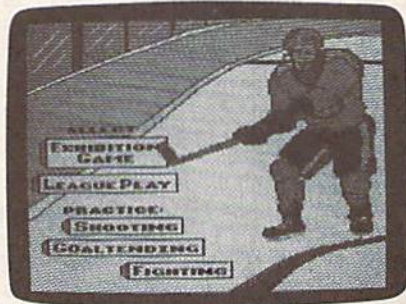 SELECT
EXHIBITION
GAME
LEAGUE PLAY
PRACTICE:
SHOOTING
GOALTENDING
FIGHTING